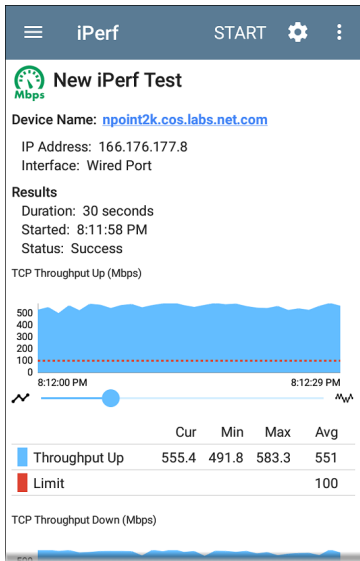 iPerf START
Mbps
New iPerf Test
Device Name: npoint2k.cos.labs.net.com
IP Address: 166.176.177.8
Interface: Wired Port
Results
Duration: 30 seconds
Started: 8:11:58 PM
Status: Success
TCP Throughput Up (Mbps)
500
400
300
200
100
0
8:12:00 PM 8:12:29 PM
Cur Min Max Avg
Throughput Up 555.4 491.8 583.3 551
Limit 100
TCP Throughput Down (Mbps)
500